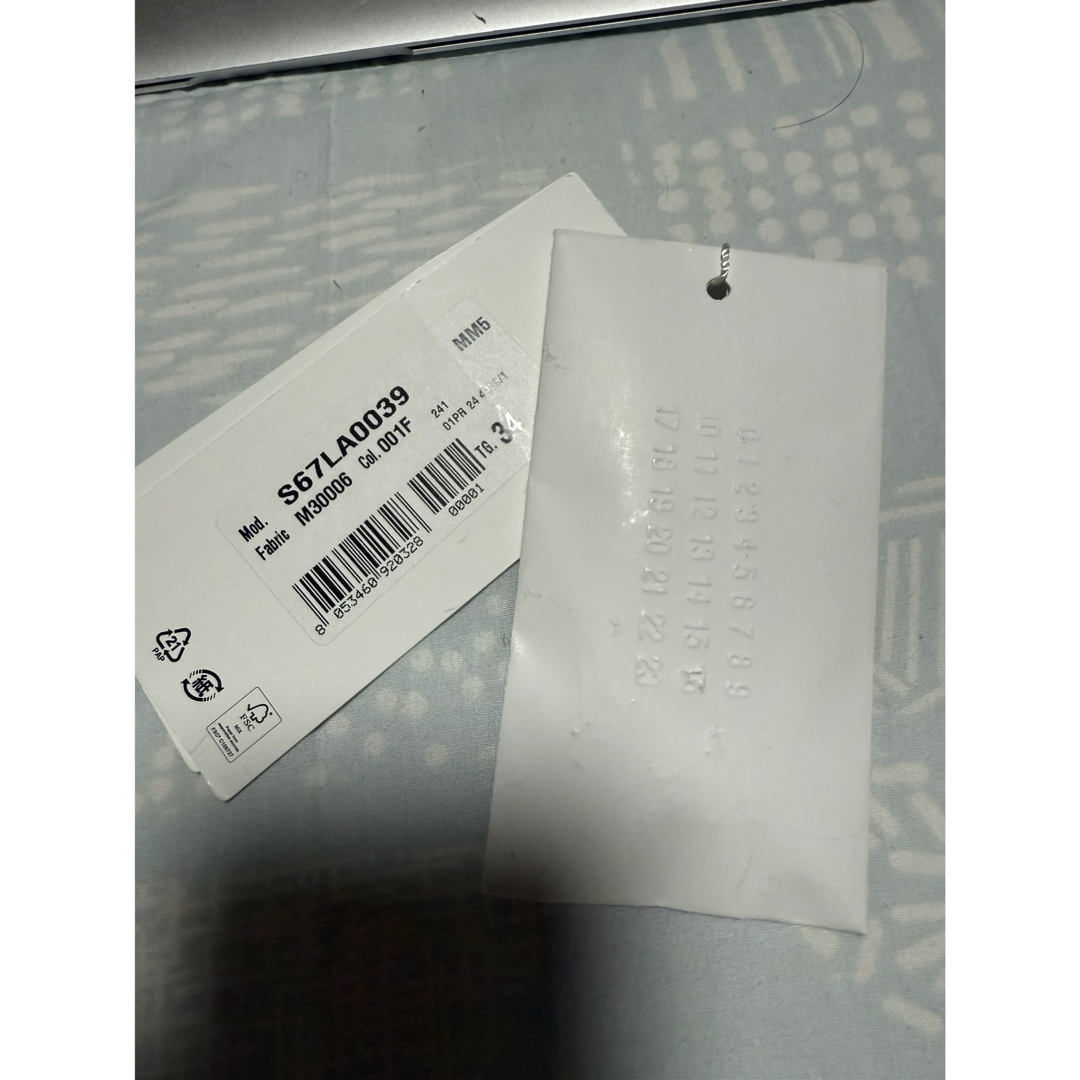 MM5
Mod. S67LA0039
Fabric M30006 Col. 001F
241
01PR 24
TG. 34
8 053460 920328
00001
21
PAP
紙
FSC
MIX
0 1 2 3 4 5 6 7 8 9
10 11 12 13 14 15
17 18 19 20 21 22 23